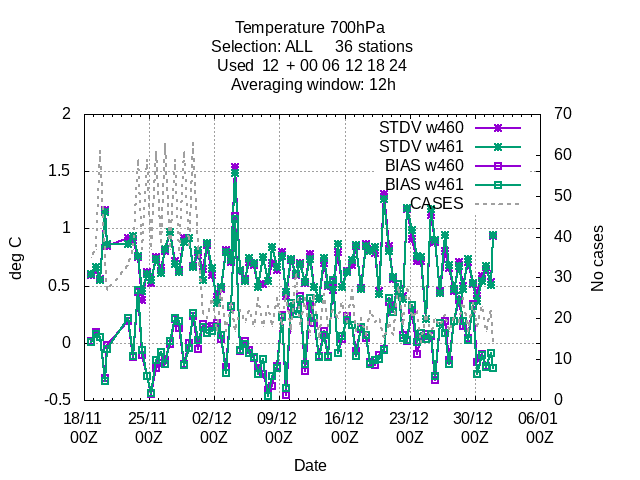 Temperature 700hPa
Selection: ALL 36 stations
Used 12 + 00 06 12 18 24
Averaging window: 12h
2
1.5
1
0.5
0
-0.5
deg C
70
60
50
40
30
20
10
0
No cases
STDV w460
STDV w461
BIAS w460
BIAS w461
CASES
18/11 25/11 02/12 09/12 16/12 23/12 30/12 06/01
00Z 00Z 00Z 00Z 00Z 00Z 00Z 00Z
Date